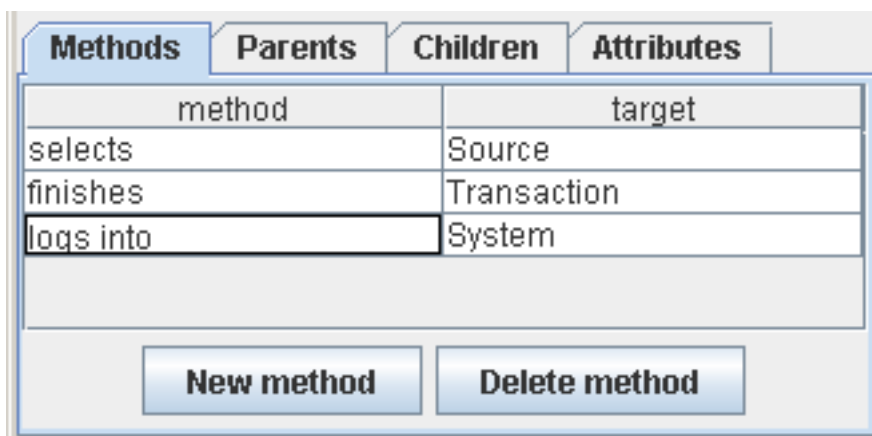 Methods Parents Children Attributes
method target
selects Source
finishes Transaction
logs into System
New method Delete method